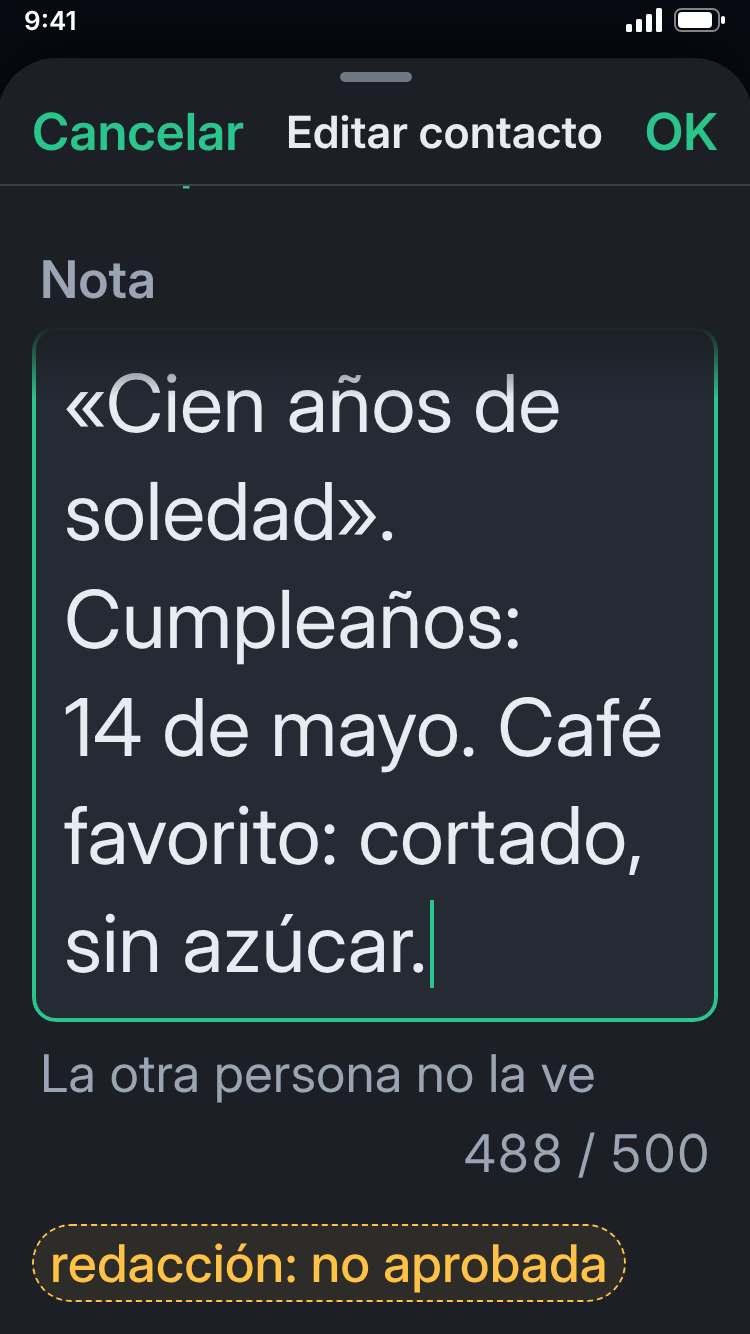 9:41
Cancelar Editar contacto OK
Nota
«Cien años de
soledad».
Cumpleaños:
14 de mayo. Café
favorito: cortado,
sin azúcar.
La otra persona no la ve
488 / 500
redacción: no aprobada